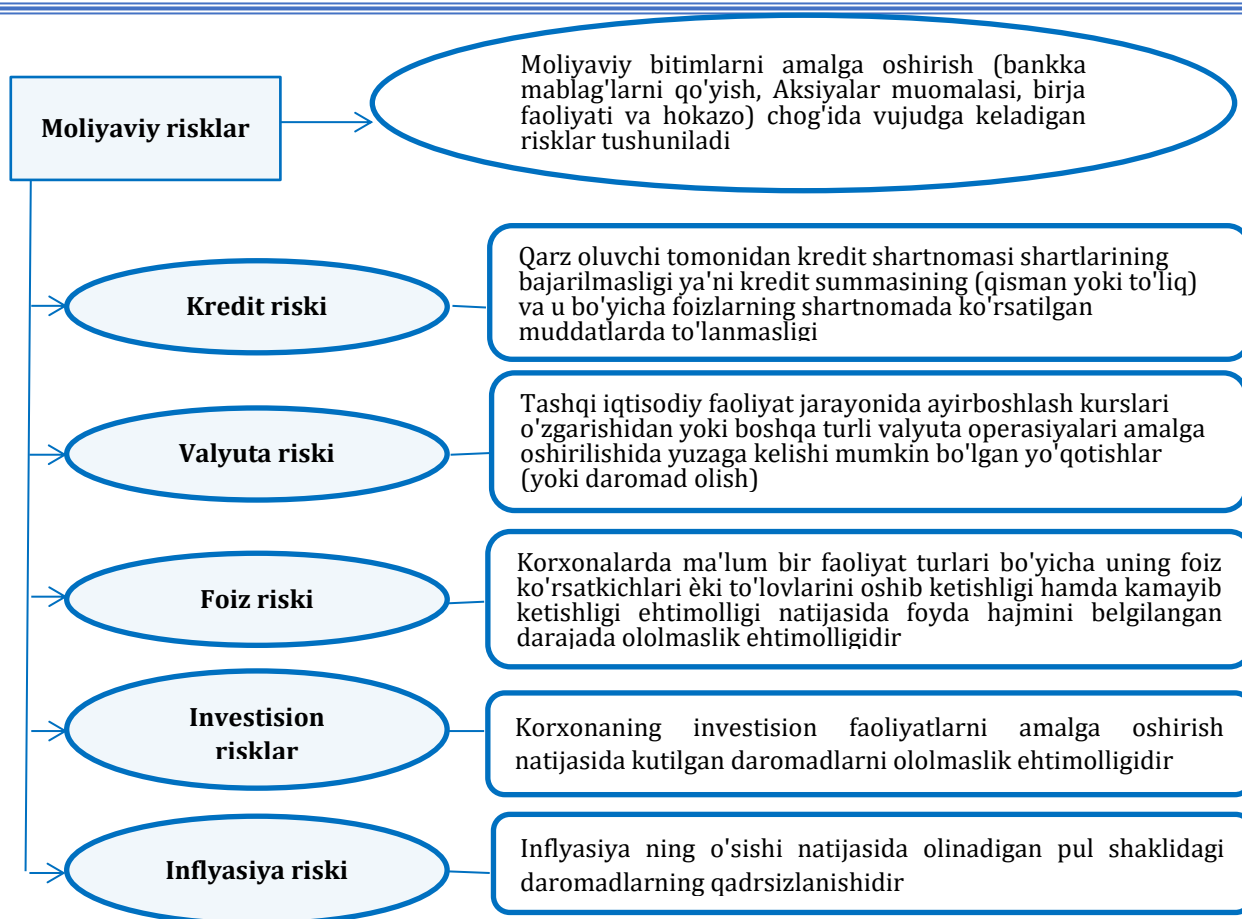 Moliyaviy risklar
Moliyaviy bitimlarni amalga oshirish (bankka
mablag'larni qo'yish, Aksiyalar muomalasi, birja
faoliyati va hokazo) chog'ida vujudga keladigan
risklar tushuniladi
Kredit riski
Qarz oluvchi tomonidan kredit shartnomasi shartlarining
bajarilmasligi ya'ni kredit summasining (qisman yoki to'liq)
va u bo'yicha foizlarning shartnomada ko'rsatilgan
muddatlarda to'lanmasligi
Valyuta riski
Tashqi iqtisodiy faoliyat jarayonida ayirboshlash kurslari
o'zgarishidan yoki boshqa turli valyuta operasiyalari amalga
oshirilishida yuzaga kelishi mumkin bo'lgan yo'qotishlar
(yoki daromad olish)
Foiz riski
Korxonalarda ma'lum bir faoliyat turlari bo'yicha uning foiz
ko'rsatkichlari èki to'lovlarini oshib ketishligi hamda kamayib
ketishligi ehtimolligi natijasida foyda hajmini belgilangan
darajada ololmaslik ehtimolligidir
Investision
risklar
Korxonaning investision faoliyatlarni amalga oshirish
natijasida kutilgan daromadlarni ololmaslik ehtimolligidir
Inflyasiya riski
Inflyasiya ning o'sishi natijasida olinadigan pul shaklidagi
daromadlarning qadrsizlanishidir